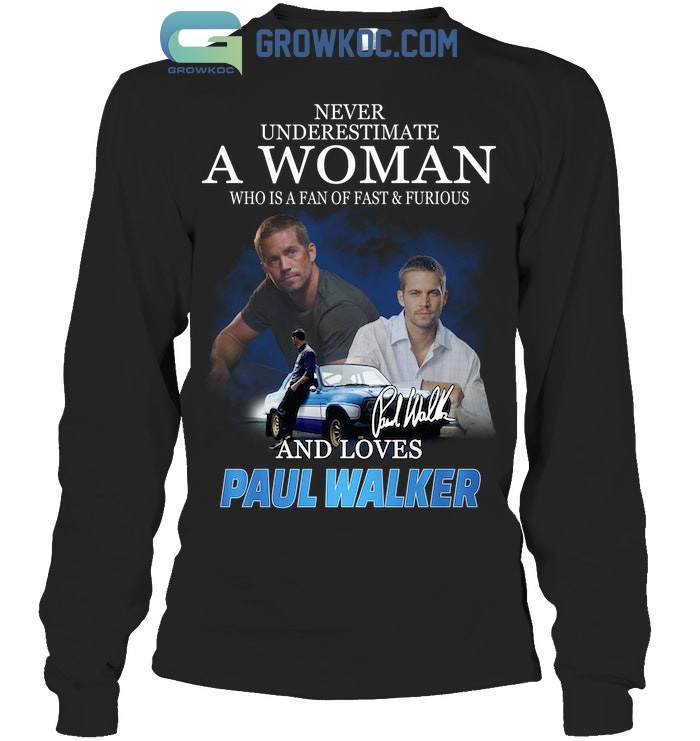 GROWKOC.COM
GROWKOC
NEVER
UNDERESTIMATE
A WOMAN
WHO IS A FAN OF FAST & FURIOUS
Paul Walker
AND LOVES
PAUL WALKER